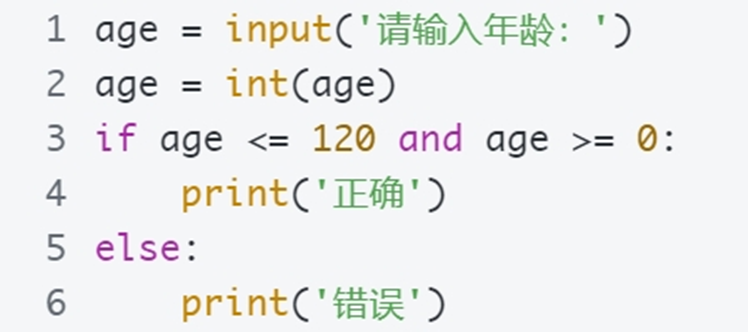 1 age = input('请输入年龄：')
2 age = int(age)
3 if age <= 120 and age >= 0:
4     print('正确')
5 else:
6     print('错误')